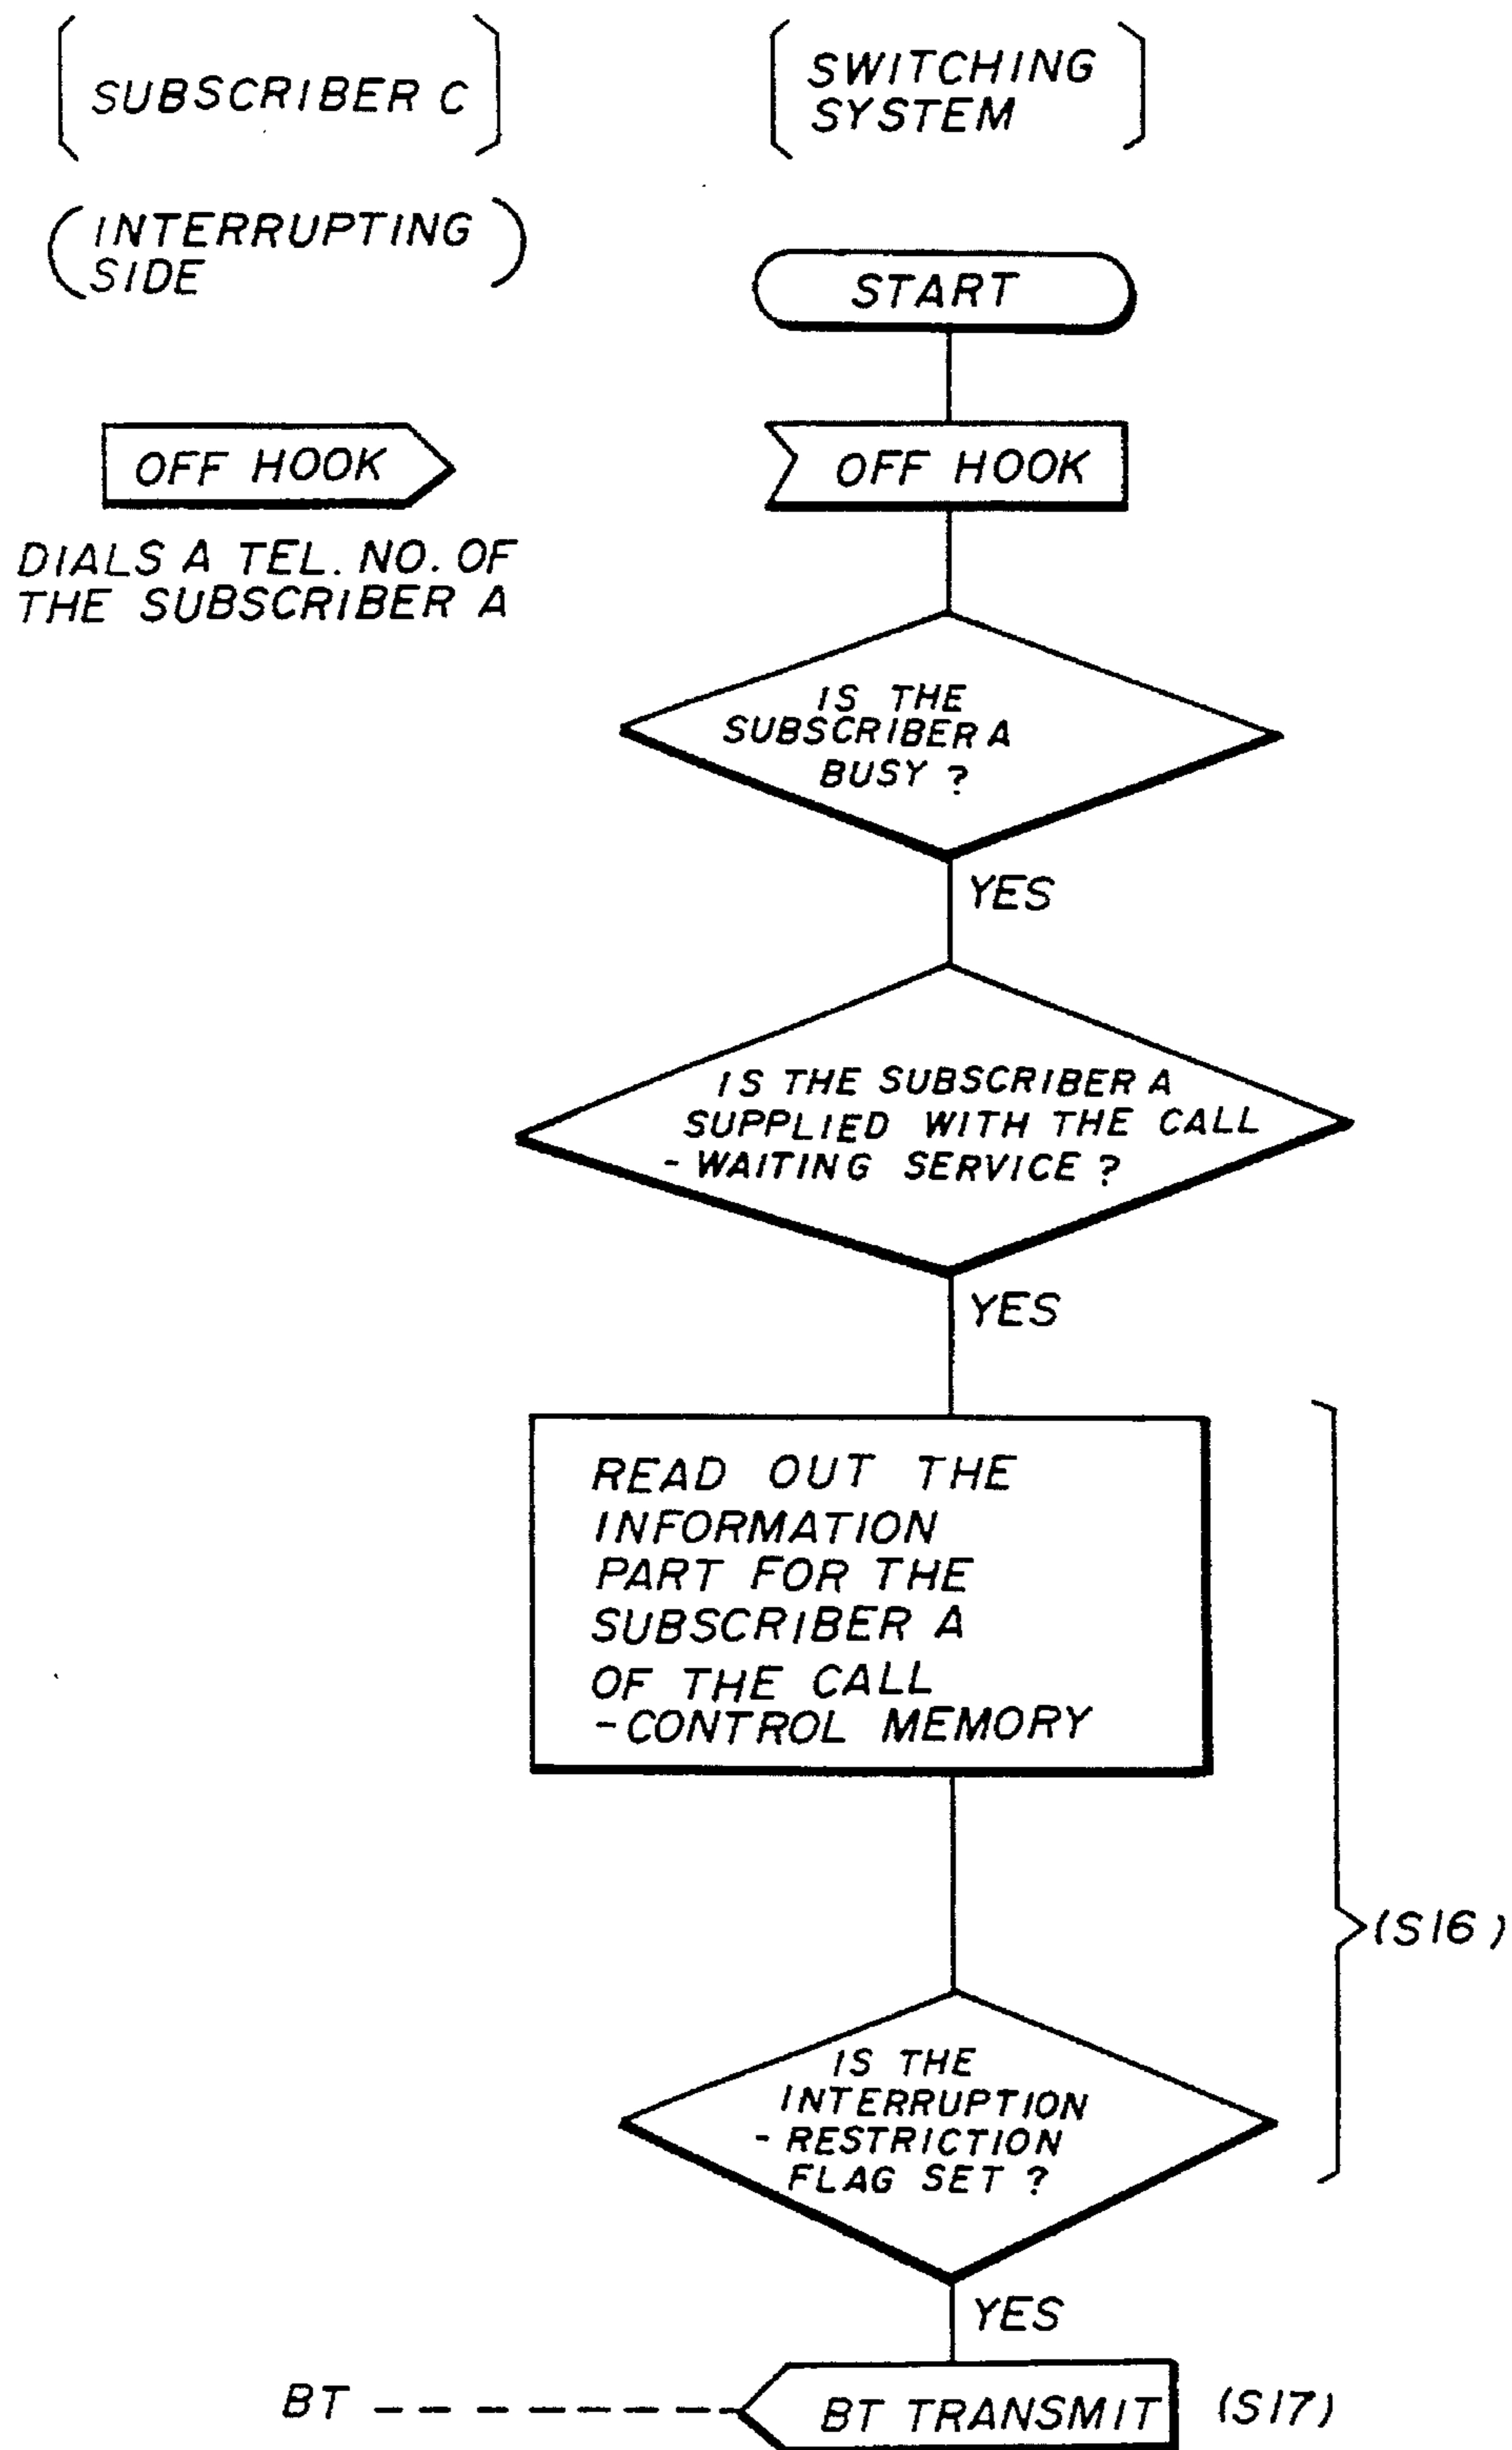 SUBSCRIBER C
SWITCHING
SYSTEM
(INTERRUPTING
SIDE)
START
OFF HOOK
OFF HOOK
DIALS A TEL. NO. OF
THE SUBSCRIBER A
IS THE
SUBSCRIBER A
BUSY ?
YES
IS THE SUBSCRIBER A
SUPPLIED WITH THE CALL
- WAITING SERVICE ?
YES
READ OUT THE
INFORMATION
PART FOR THE
SUBSCRIBER A
OF THE CALL
-CONTROL MEMORY
(S16)
IS THE
INTERRUPTION
- RESTRICTION
FLAG SET ?
YES
BT
BT TRANSMIT
(S17)